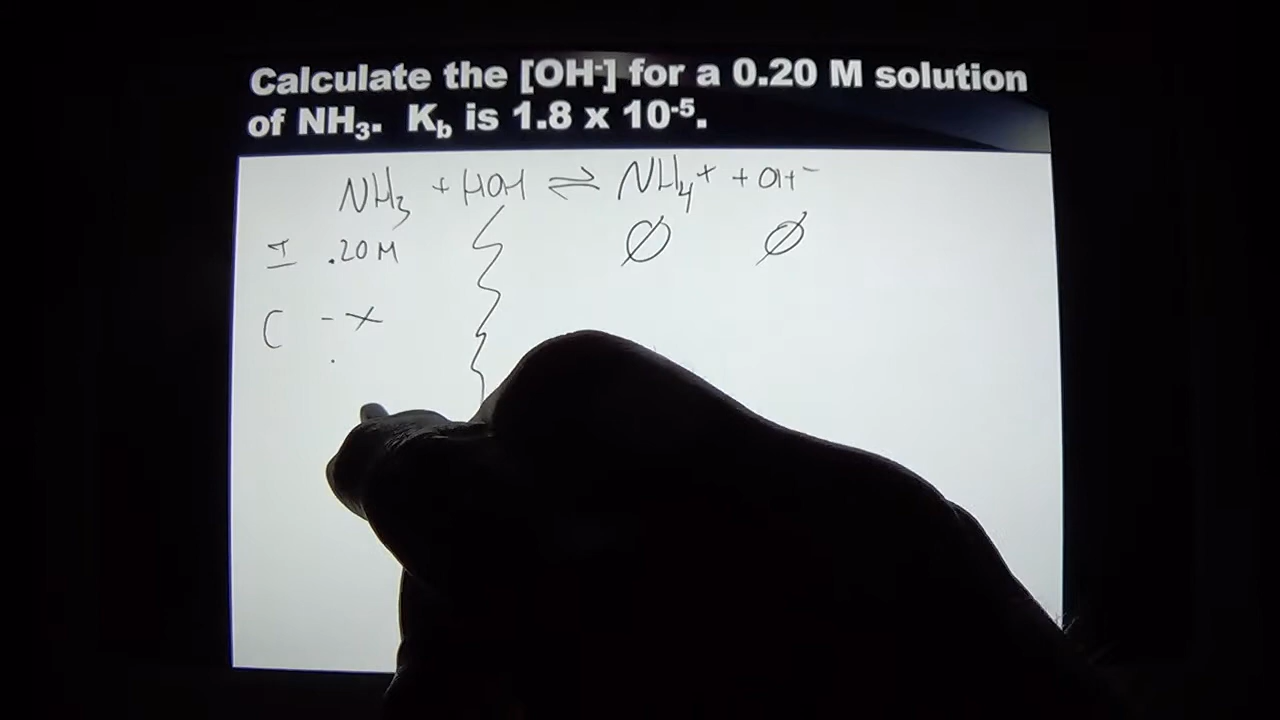 Calculate the [OH-] for a 0.20 M solution
of NH3. Kb is 1.8 x 10-5.
NH3 + HOH ⇌ NH4+ + OH-
I .20M Ø Ø
C -x